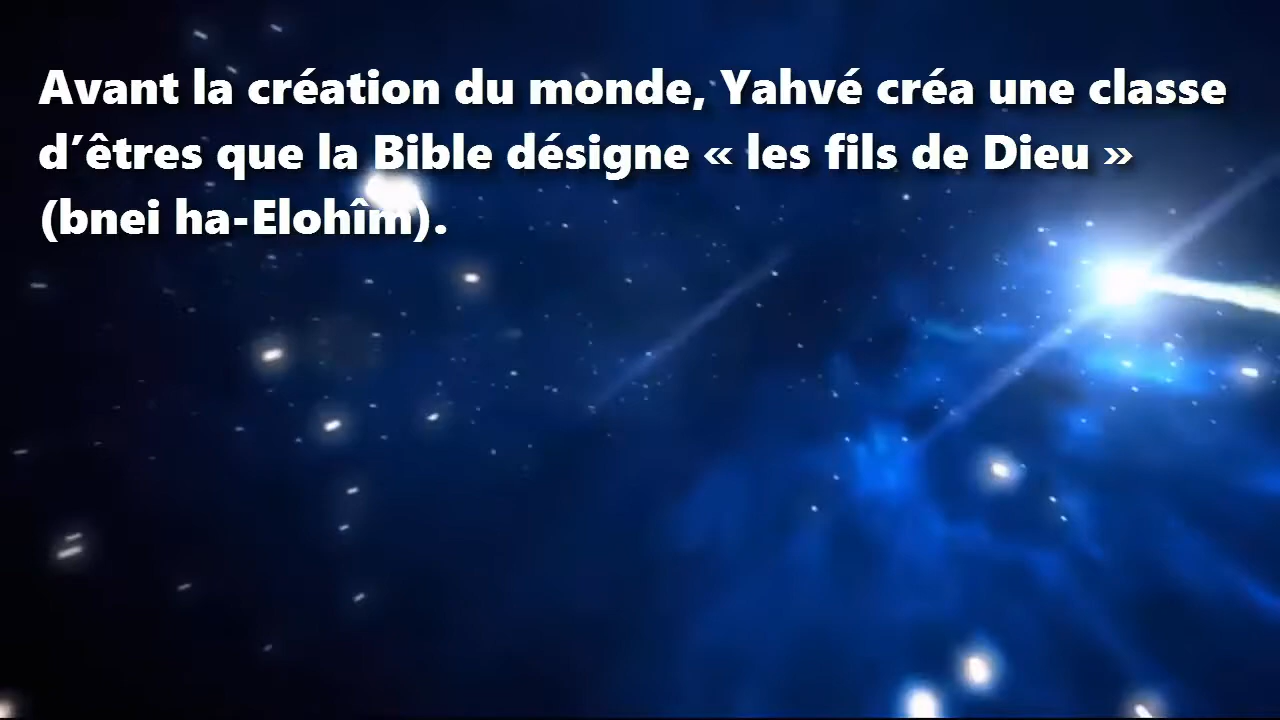 Avant la création du monde, Yahvé créa une classe
d’êtres que la Bible désigne « les fils de Dieu »
(bnei ha-Elohîm).